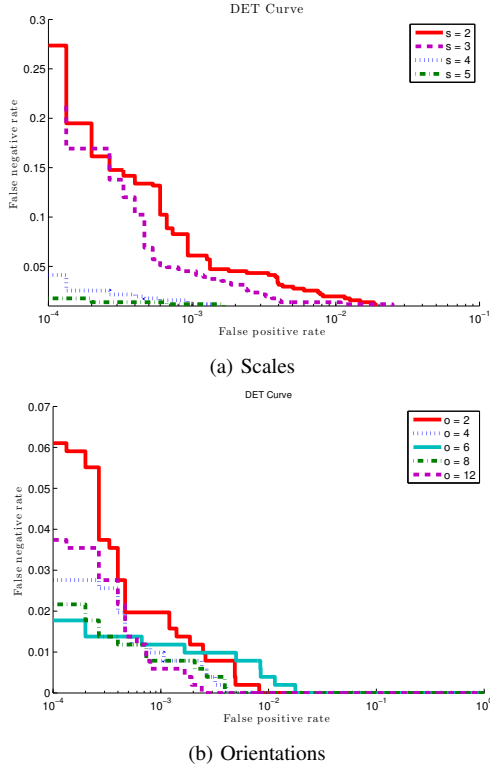 DET Curve
s = 2
s = 3
s = 4
s = 5
0.3
0.25
0.2
0.15
0.1
0.05
False negative rate
10⁻⁴ 10⁻³ 10⁻² 10⁻¹
False positive rate
(a) Scales
DET Curve
o = 2
o = 4
o = 6
o = 8
o = 12
0.07
0.06
0.05
0.04
0.03
0.02
0.01
0
False negative rate
10⁻⁴ 10⁻³ 10⁻² 10⁻¹ 10⁰
False positive rate
(b) Orientations